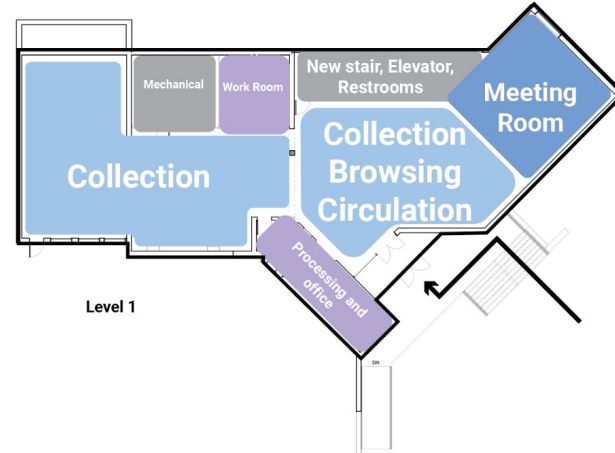 Mechanical
Work Room
New stair, Elevator,
Restrooms
Meeting
Room
Collection
Collection
Browsing
Circulation
Processing and
office
Level 1
DN